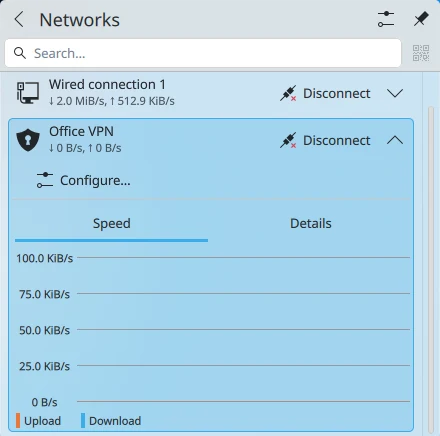 Networks
Search...
Wired connection 1
↓ 2.0 MiB/s, ↑ 512.9 KiB/s
Disconnect
Office VPN
↓ 0 B/s, ↑ 0 B/s
Disconnect
Configure...
Speed Details
100.0 KiB/s
75.0 KiB/s
50.0 KiB/s
25.0 KiB/s
0 B/s
Upload Download